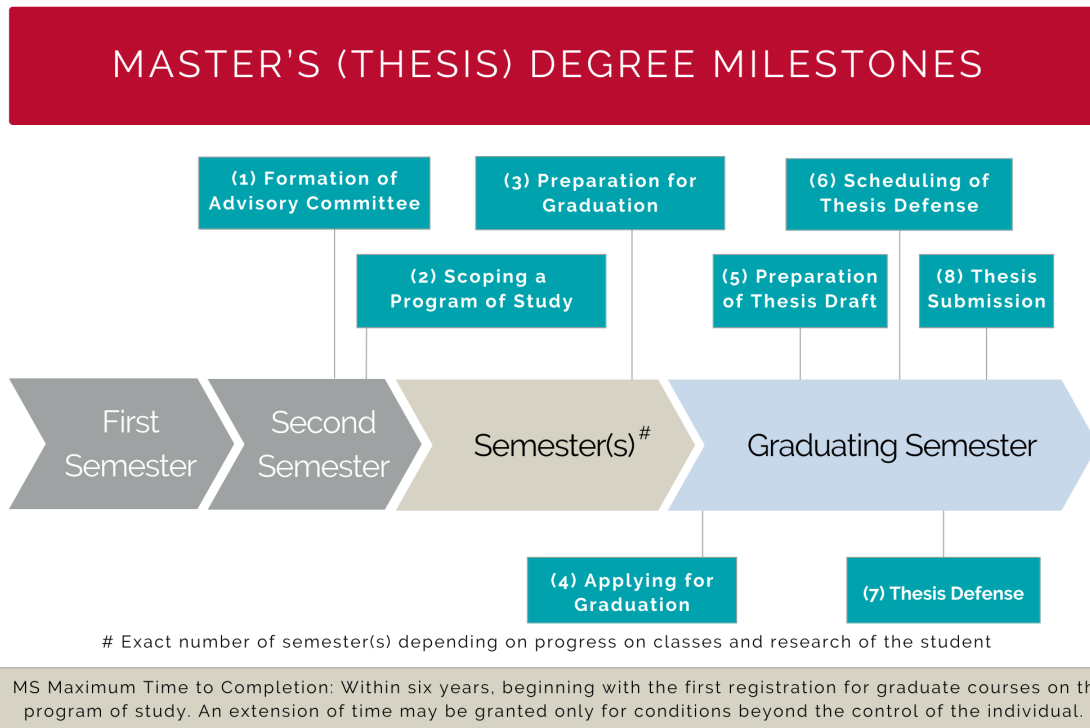 MASTER'S (THESIS) DEGREE MILESTONES
(1) Formation of
Advisory Committee
(3) Preparation for
Graduation
(6) Scheduling of
Thesis Defense
(2) Scoping a
Program of Study
(5) Preparation
of Thesis Draft
(8) Thesis
Submission
First
Semester
Second
Semester
Semester(s)#
Graduating Semester
(4) Applying for
Graduation
(7) Thesis Defense
# Exact number of semester(s) depending on progress on classes and research of the student
MS Maximum Time to Completion: Within six years, beginning with the first registration for graduate courses on th
program of study. An extension of time may be granted only for conditions beyond the control of the individual